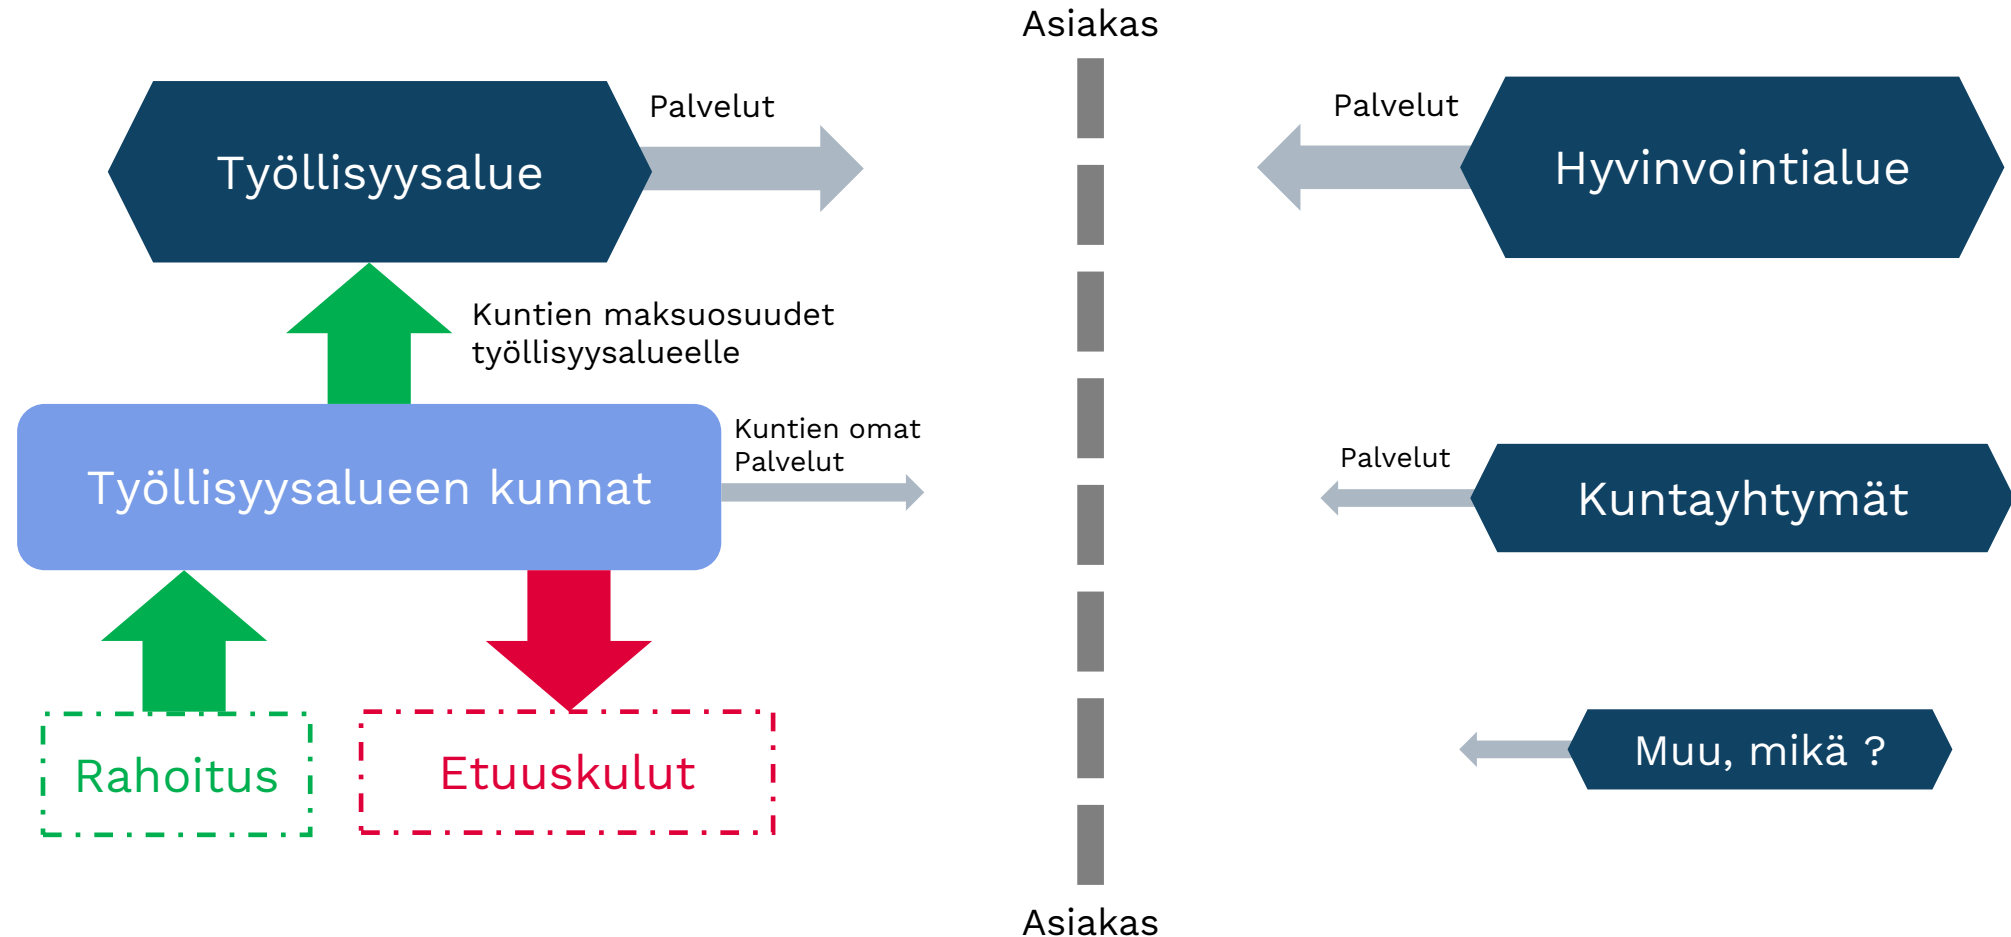 Asiakas
Palvelut
Palvelut
Työllisyysalue
Hyvinvointialue
Kuntien maksuosuudet
työllisyysalueelle
Kuntien omat
Palvelut
Palvelut
Työllisyysalueen kunnat
Kuntayhtymät
Rahoitus
Etuuskulut
Muu, mikä ?
Asiakas